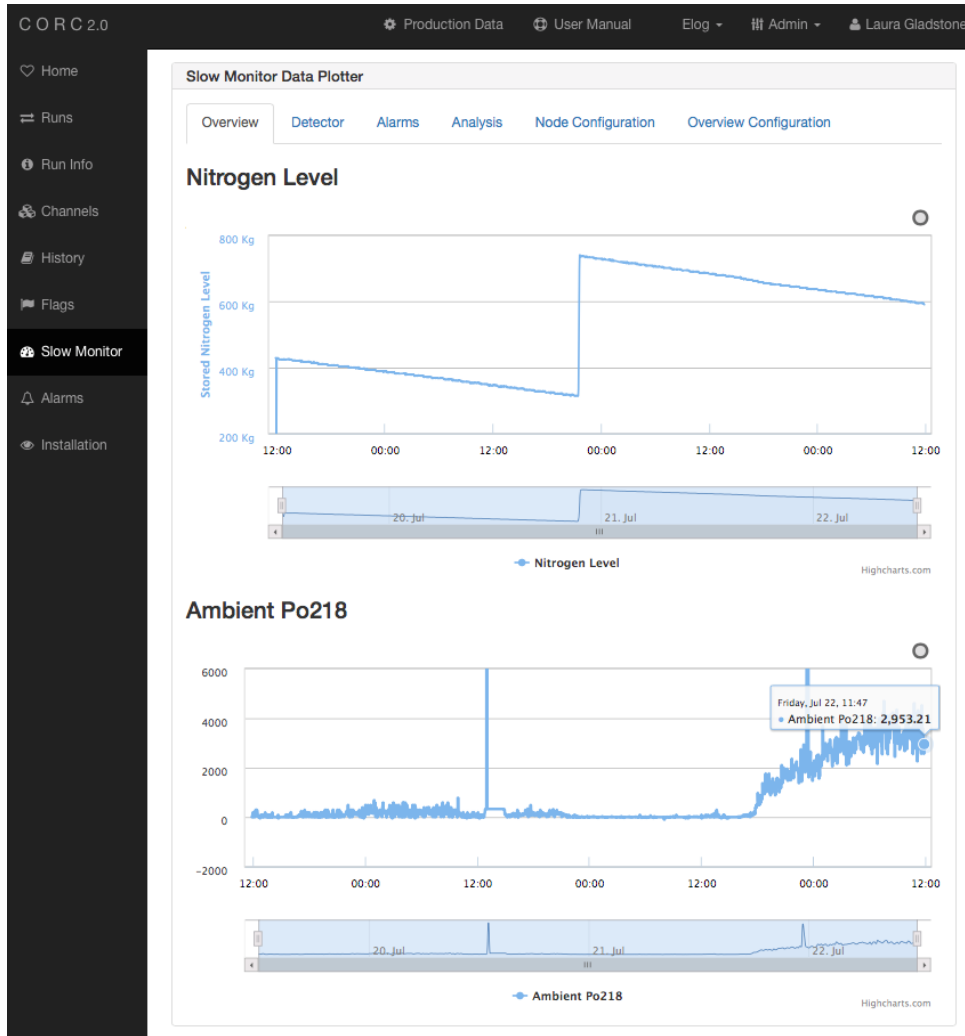 CORC 2.0
Production Data User Manual Elog Admin Laura Gladstone
Home
Runs
Run Info
Channels
History
Flags
Slow Monitor
Alarms
Installation
Slow Monitor Data Plotter
Overview Detector Alarms Analysis Node Configuration Overview Configuration
Nitrogen Level
Stored Nitrogen Level
800 Kg
600 Kg
400 Kg
200 Kg
12:00 00:00 12:00 00:00 12:00 00:00 12:00
20. Jul 21. Jul 22. Jul
Nitrogen Level
Highcharts.com
Ambient Po218
6000
4000
2000
0
-2000
Friday, Jul 22, 11:47
Ambient Po218: 2,953.21
12:00 00:00 12:00 00:00 12:00 00:00 12:00
20. Jul 21. Jul 22. Jul
Ambient Po218
Highcharts.com